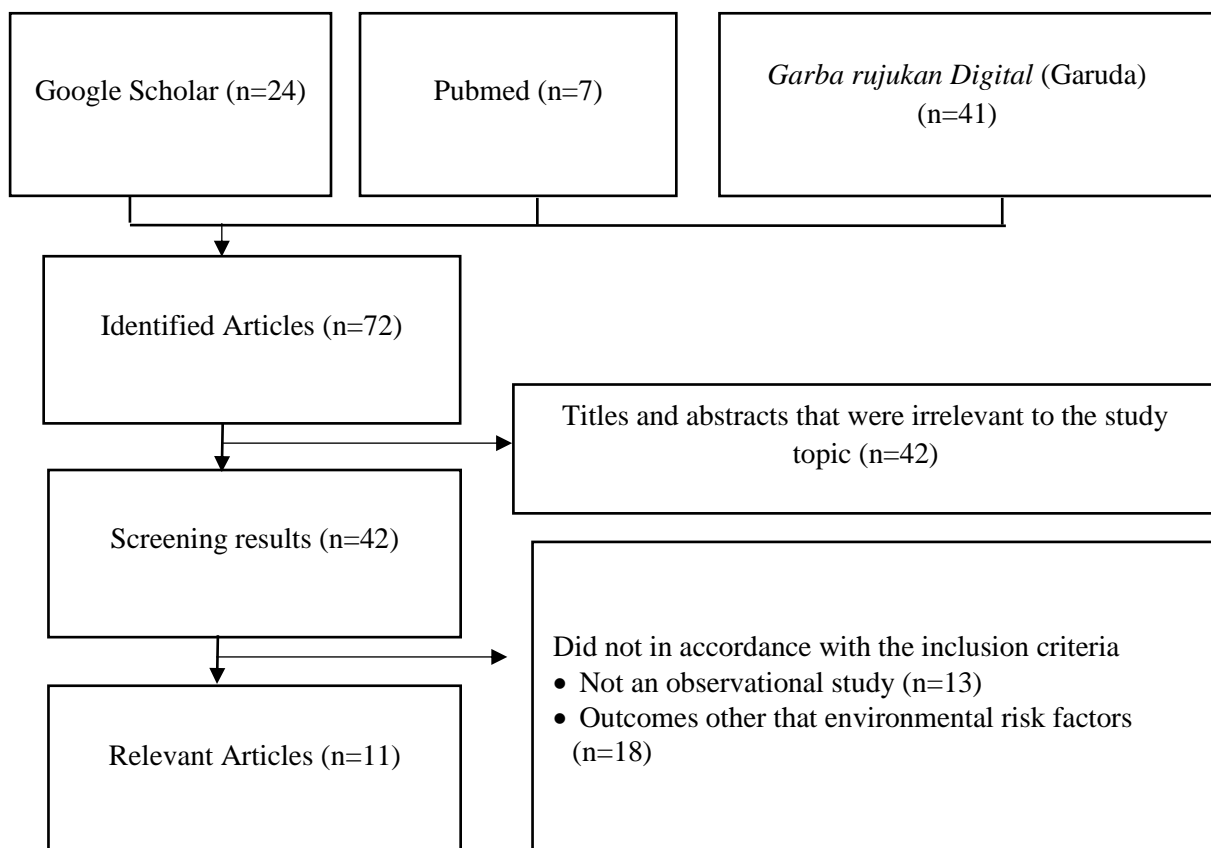 Google Scholar (n=24)
Pubmed (n=7)
Garba rujukan Digital (Garuda)
(n=41)
Identified Articles (n=72)
Titles and abstracts that were irrelevant to the study
topic (n=42)
Screening results (n=42)
Did not in accordance with the inclusion criteria
• Not an observational study (n=13)
• Outcomes other that environmental risk factors
(n=18)
Relevant Articles (n=11)